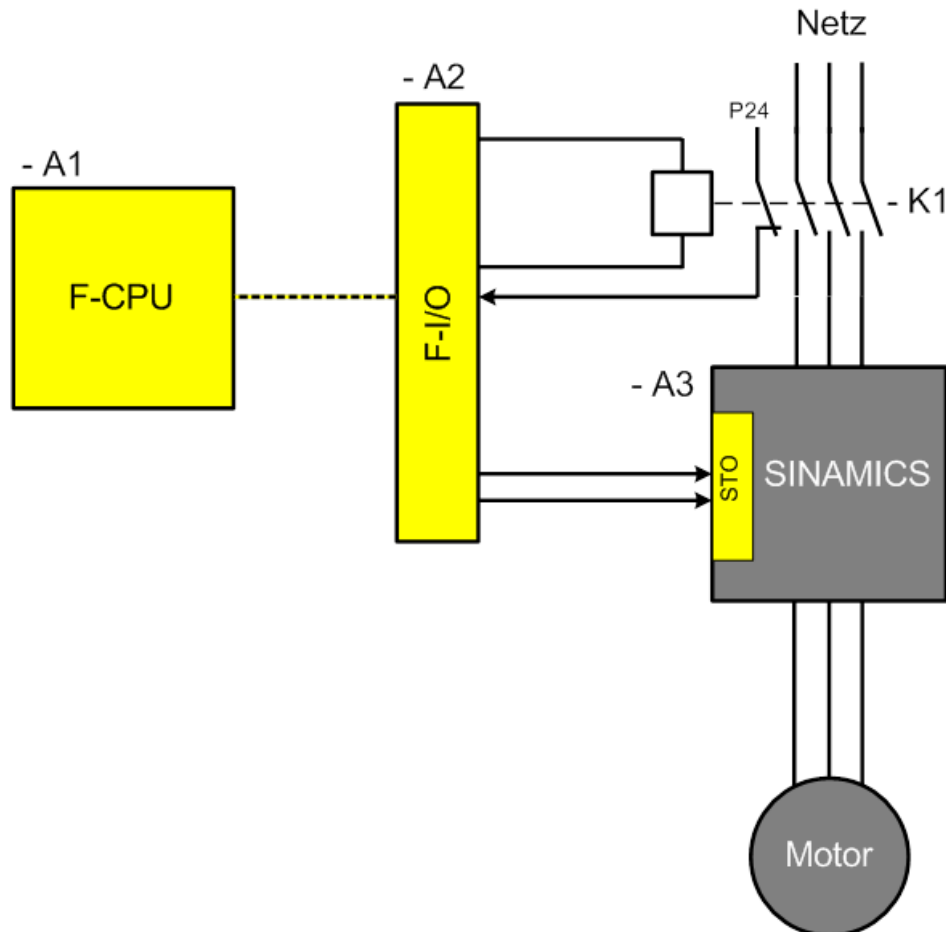 Netz
- A2
P24
- A1
- K1
F-CPU
F-I/O
- A3
STO
SINAMICS
Motor